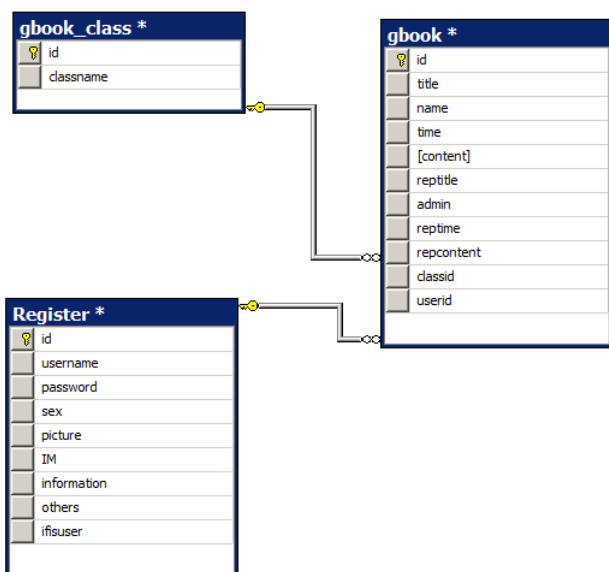 gbook_class *
id
classname
gbook *
id
title
name
time
[content]
reptitle
admin
reptime
repcontent
classid
userid
Register *
id
username
password
sex
picture
IM
information
others
ifisuser